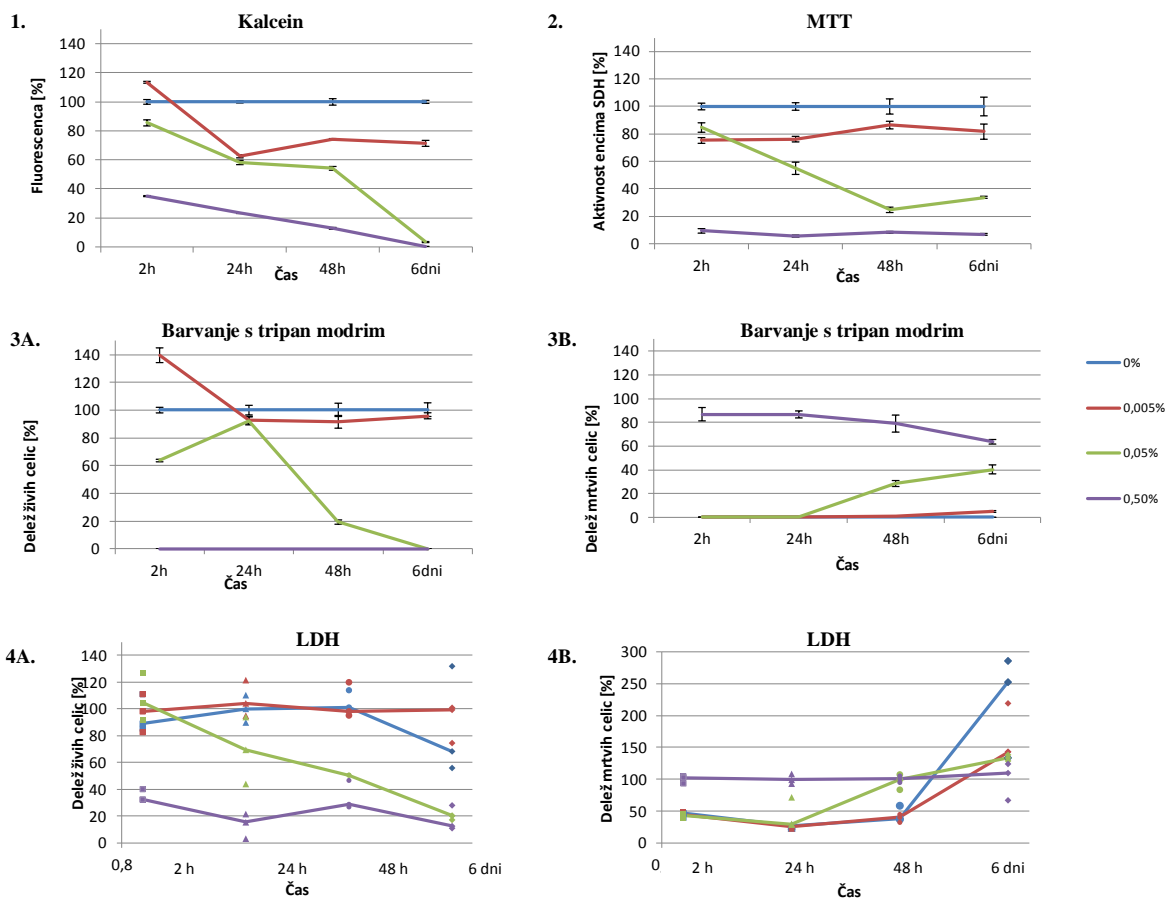 1.
Kalcein
Fluorescenca [%]
140
120
100
80
60
40
20
0
2h 24h 48h 6dni
Čas
2.
MTT
Aktivnost encima SDH [%]
140
120
100
80
60
40
20
0
2h 24h 48h 6dni
Čas
3A.
Barvanje s tripan modrim
Delež živih celic [%]
140
120
100
80
60
40
20
0
2h 24h 48h 6dni
Čas
3B.
Barvanje s tripan modrim
Delež mrtvih celic [%]
140
120
100
80
60
40
20
0
2h 24h 48h 6dni
Čas
0%
0,005%
0,05%
0,50%
4A.
LDH
Delež živih celic [%]
140
120
100
80
60
40
20
0
0,8 2 h 24 h 48 h 6 dni
Čas
4B.
LDH
Delež mrtvih celic [%]
300
250
200
150
100
50
0
0 2 h 24 h 48 h 6 dni
Čas